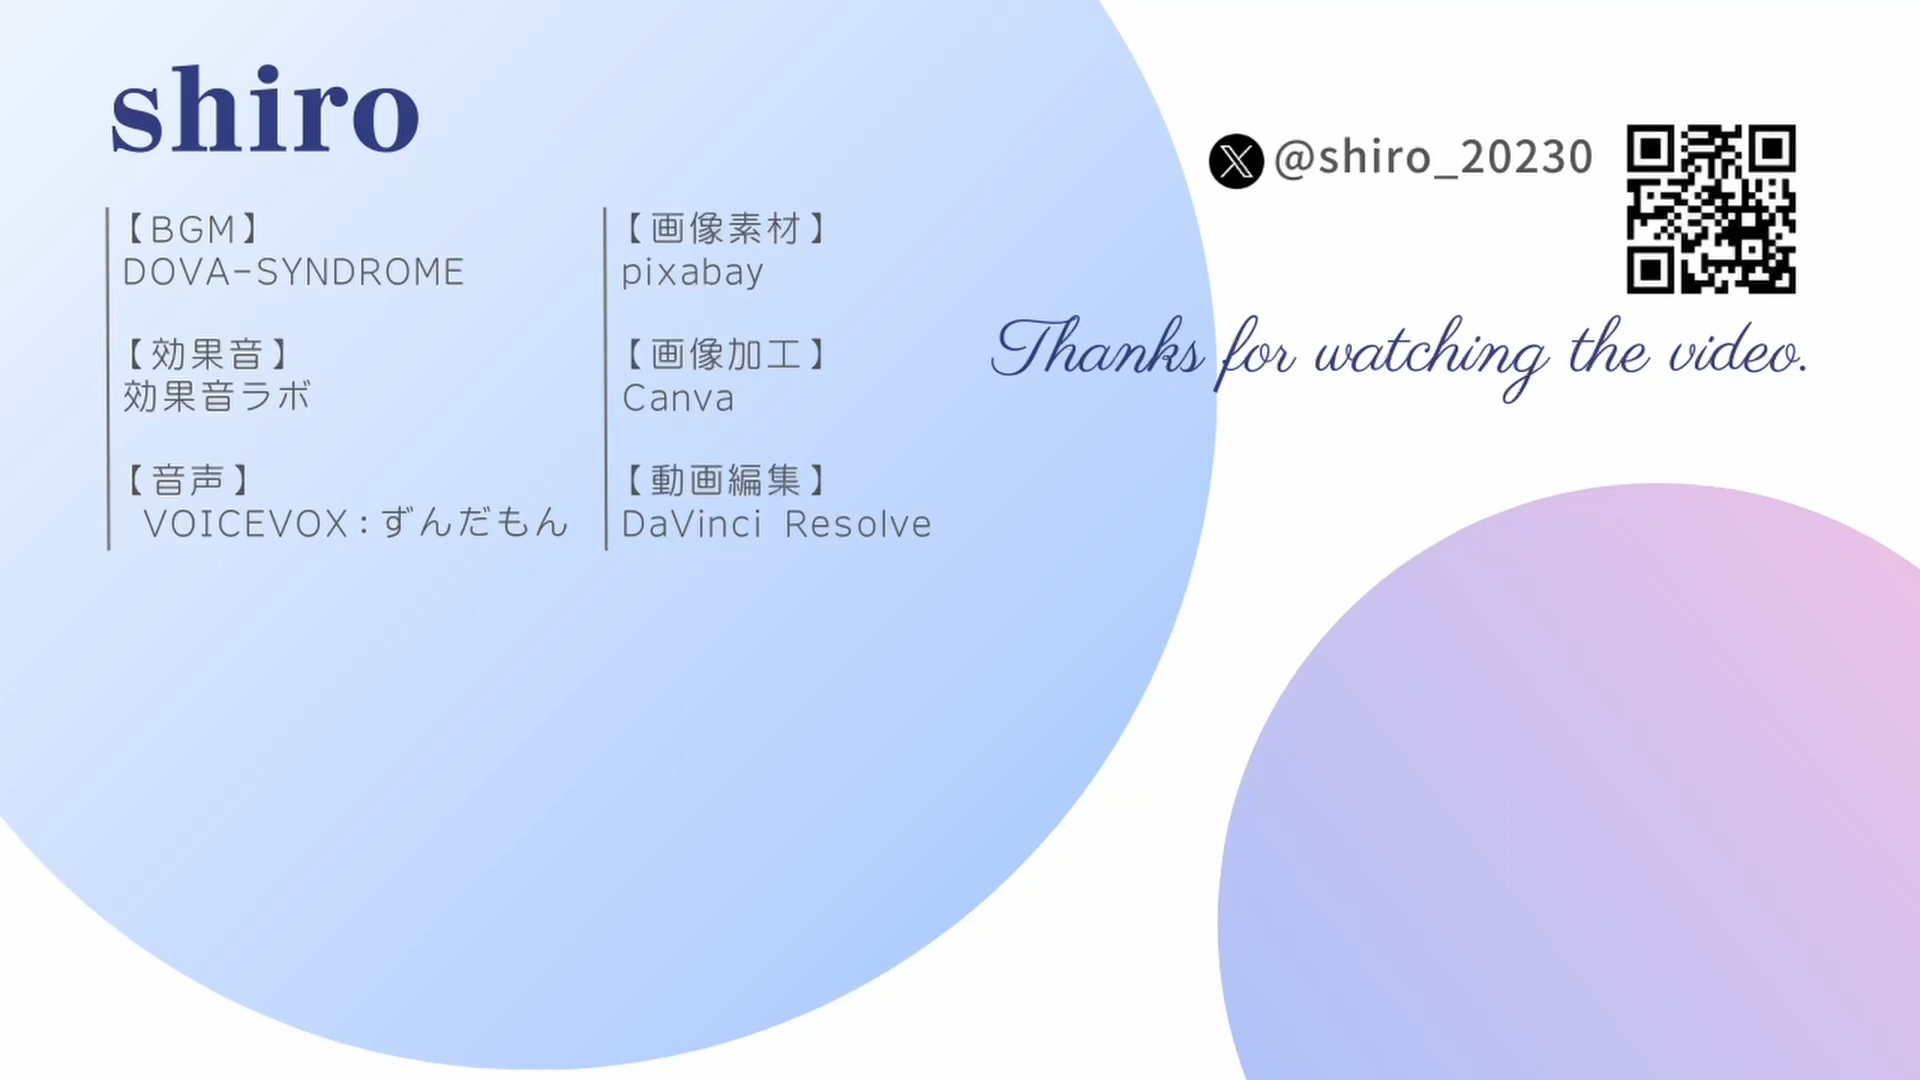 shiro
【BGM】
DOVA-SYNDROME
【効果音】
効果音ラボ
【音声】
VOICEVOX:ずんだもん
【画像素材】
pixabay
【画像加工】
Canva
【動画編集】
DaVinci Resolve
@shiro_20230
Thanks for watching the video.